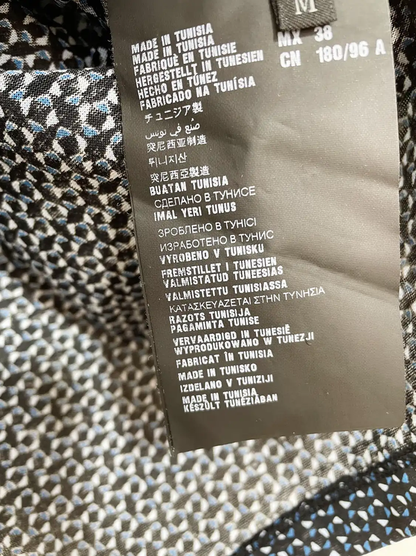 M
MX 38
CN 180/96 A
MADE IN TUNISIA
MADE IN TUNISIA
FABRIQUÉ EN TUNISIE
HERGESTELLT IN TUNESIEN
HECHO EN TÚNEZ
FABRICADO NA TUNÍSIA
チュニジア製
صنع في تونس
突尼西亚制造
튀니지산
突尼西亞製造
BUATAN TUNISIA
СДЕЛАНО В ТУНИСЕ
IMAL YERI TUNUS
ЗРОБЛЕНО В ТУНІСІ
ИЗРАБОТЕНО В ТУНИС
VYROBENO V TUNISKU
FREMSTILLET I TUNESIEN
VALMISTATUD TUNEESIAS
VALMISTETTU TUNISIASSA
ΚΑΤΑΣΚΕΥΑΖΕΤΑΙ ΣΤΗΝ ΤΥΝΗΣΙΑ
RAZOTS TUNISIJA
PAGAMINTA TUNISE
VERVAARDIGD IN TUNESIË
WYPRODUKOWANO W TUNEZJI
FABRICAT ÎN TUNISIA
MADE IN TUNISKO
IZDELANO V TUNIZIJI
MADE IN TUNISIA
KÉSZÜLT TUNÉZIÁBAN